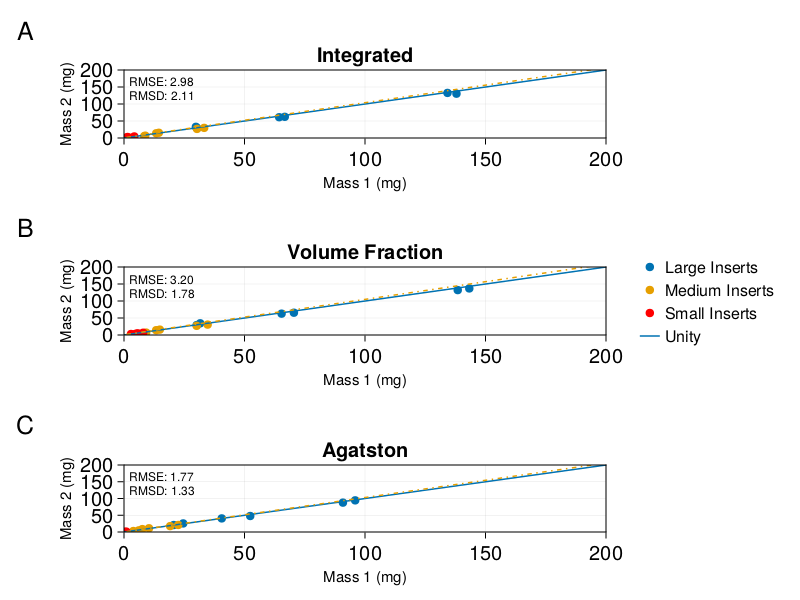 A
Integrated
Mass 2 (mg)
200
150
100
50
0
RMSE: 2.98
RMSD: 2.11
0 50 100 150 200
Mass 1 (mg)
B
Volume Fraction
Mass 2 (mg)
200
150
100
50
0
RMSE: 3.20
RMSD: 1.78
0 50 100 150 200
Mass 1 (mg)
Large Inserts
Medium Inserts
Small Inserts
Unity
C
Agatston
Mass 2 (mg)
200
150
100
50
0
RMSE: 1.77
RMSD: 1.33
0 50 100 150 200
Mass 1 (mg)